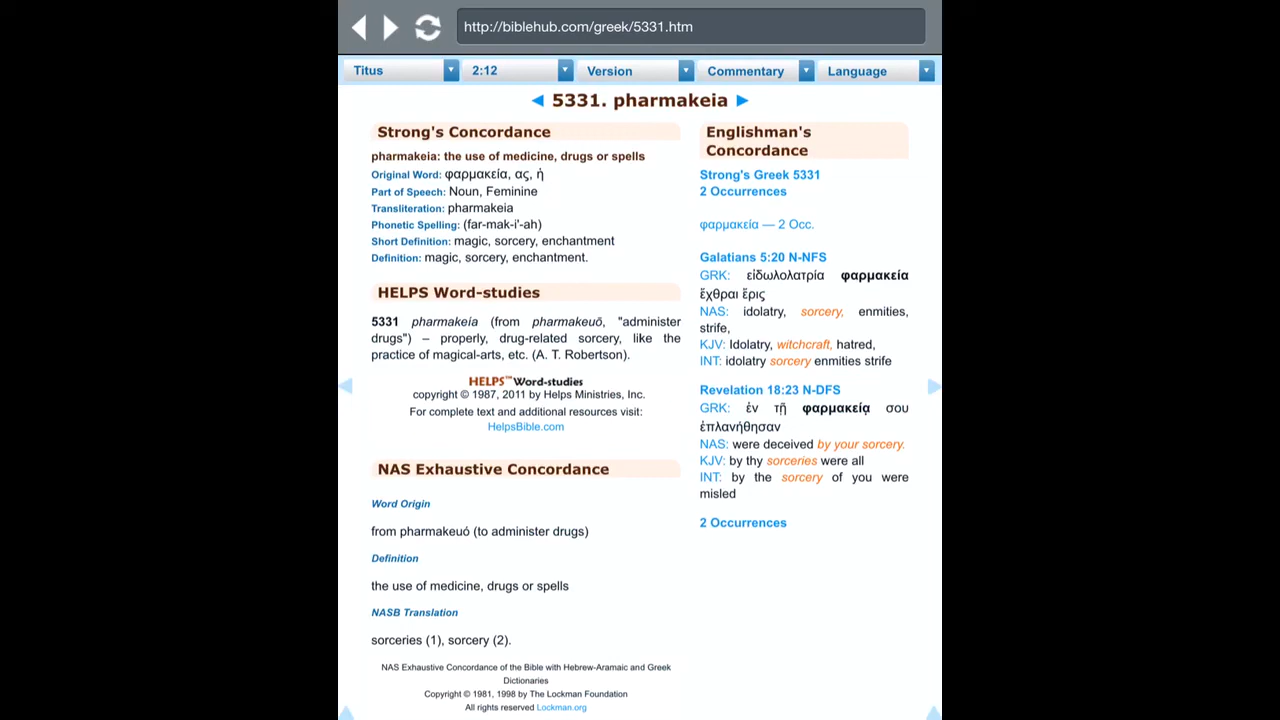 http://biblehub.com/greek/5331.htm
Titus 2:12 Version Commentary Language
5331. pharmakeia
Strong's Concordance
pharmakeia: the use of medicine, drugs or spells
Original Word: φαρμακεία, ας, ἡ
Part of Speech: Noun, Feminine
Transliteration: pharmakeia
Phonetic Spelling: (far-mak-i'-ah)
Short Definition: magic, sorcery, enchantment
Definition: magic, sorcery, enchantment.
HELPS Word-studies
5331 pharmakeía (from pharmakeuō, "administer
drugs") – properly, drug-related sorcery, like the
practice of magical-arts, etc. (A. T. Robertson).
HELPS™Word-studies
copyright © 1987, 2011 by Helps Ministries, Inc.
For complete text and additional resources visit:
HelpsBible.com
NAS Exhaustive Concordance
Word Origin
from pharmakeuó (to administer drugs)
Definition
the use of medicine, drugs or spells
NASB Translation
sorceries (1), sorcery (2).
NAS Exhaustive Concordance of the Bible with Hebrew-Aramaic and Greek
Dictionaries
Copyright © 1981, 1998 by The Lockman Foundation
All rights reserved Lockman.org
Englishman's
Concordance
Strong's Greek 5331
2 Occurrences
φαρμακεία — 2 Occ.
Galatians 5:20 N-NFS
GRK: εἰδωλολατρία φαρμακεία
ἔχθραι ἔρις
NAS: idolatry, sorcery, enmities,
strife,
KJV: Idolatry, witchcraft, hatred,
INT: idolatry sorcery enmities strife
Revelation 18:23 N-DFS
GRK: ἐν τῇ φαρμακείᾳ σου
ἐπλανήθησαν
NAS: were deceived by your sorcery.
KJV: by thy sorceries were all
INT: by the sorcery of you were
misled
2 Occurrences